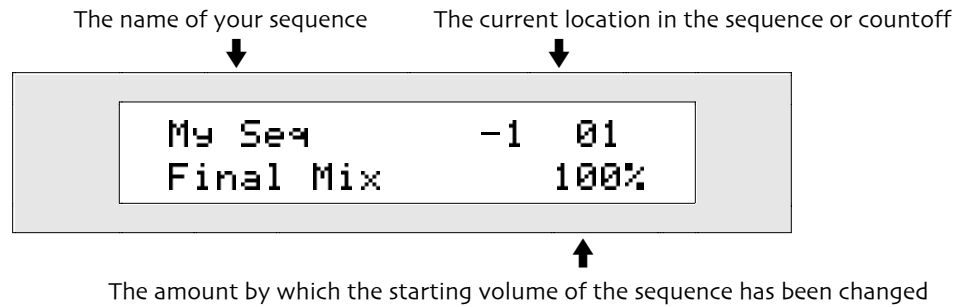 The name of your sequence The current location in the sequence or countoff
My Seq -1 01
Final Mix 100%
The amount by which the starting volume of the sequence has been changed